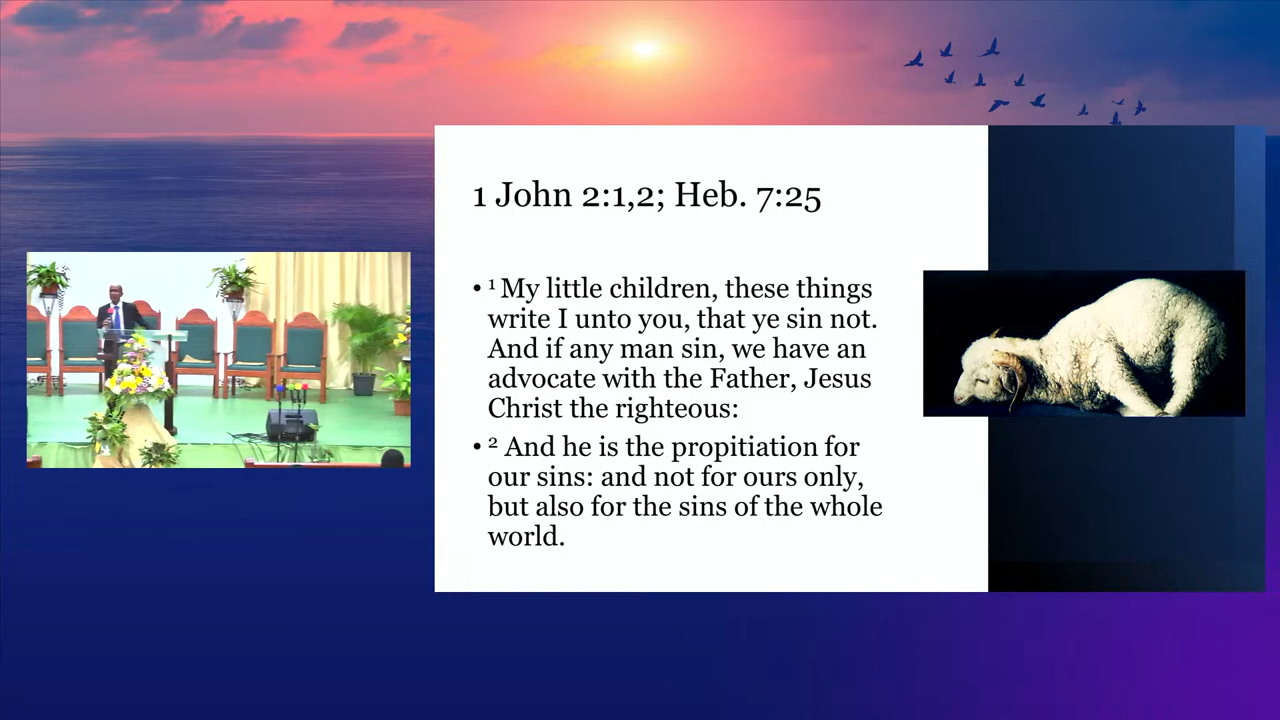 1 John 2:1,2; Heb. 7:25
• 1 My little children, these things
write I unto you, that ye sin not.
And if any man sin, we have an
advocate with the Father, Jesus
Christ the righteous:
• 2 And he is the propitiation for
our sins: and not for ours only,
but also for the sins of the whole
world.